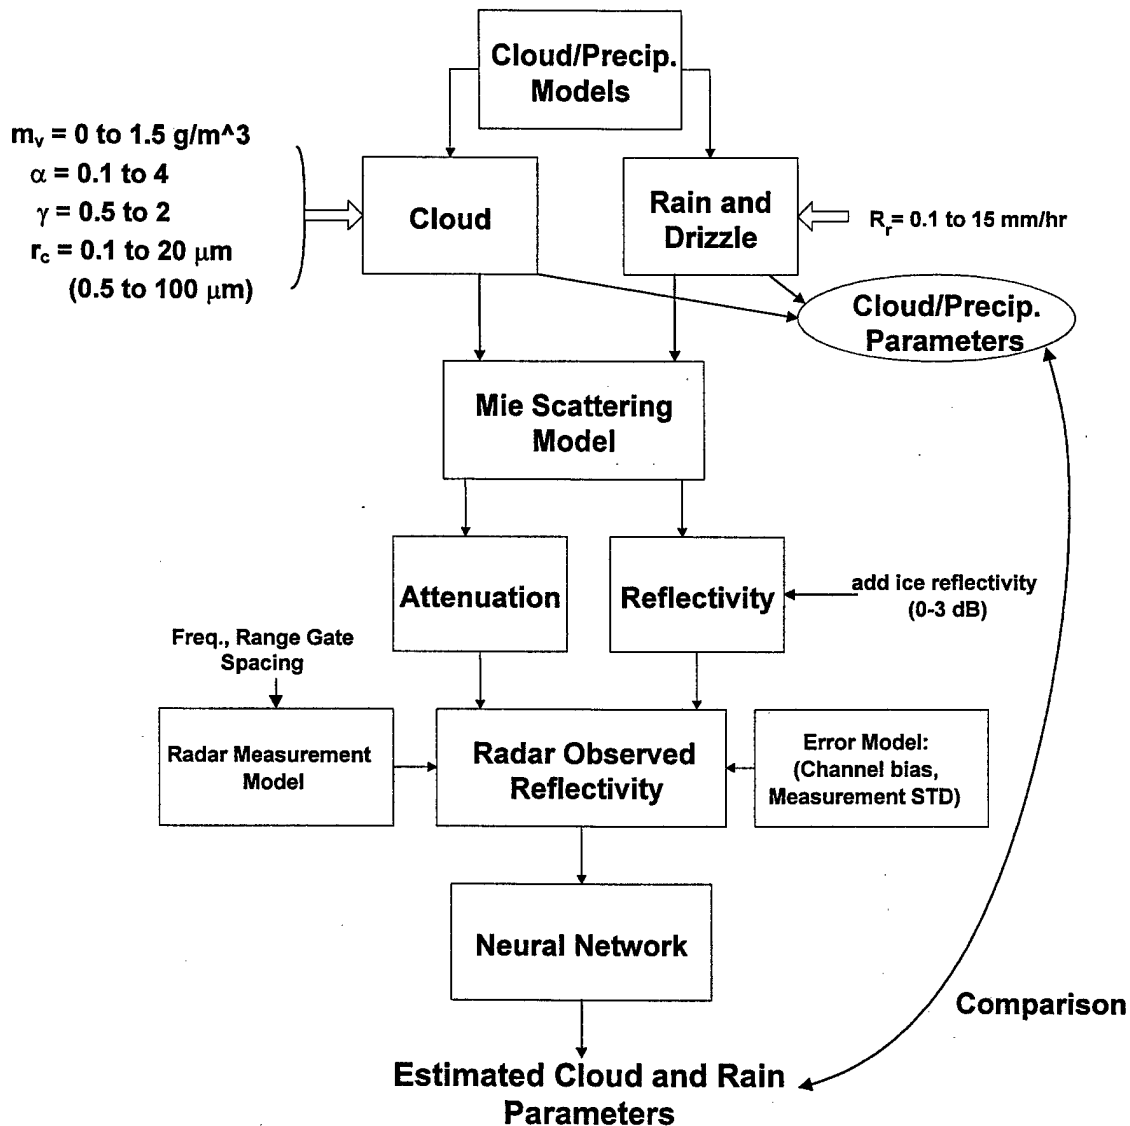 Cloud/Precip.
Models
m_v = 0 to 1.5 g/m^3
α = 0.1 to 4
γ = 0.5 to 2
r_c = 0.1 to 20 μm
(0.5 to 100 μm)
Cloud
Rain and
Drizzle
R_r= 0.1 to 15 mm/hr
Cloud/Precip.
Parameters
Mie Scattering
Model
Attenuation
Reflectivity
add ice reflectivity
(0-3 dB)
Freq., Range Gate
Spacing
Radar Measurement
Model
Radar Observed
Reflectivity
Error Model:
(Channel bias,
Measurement STD)
Neural Network
Comparison
Estimated Cloud and Rain
Parameters